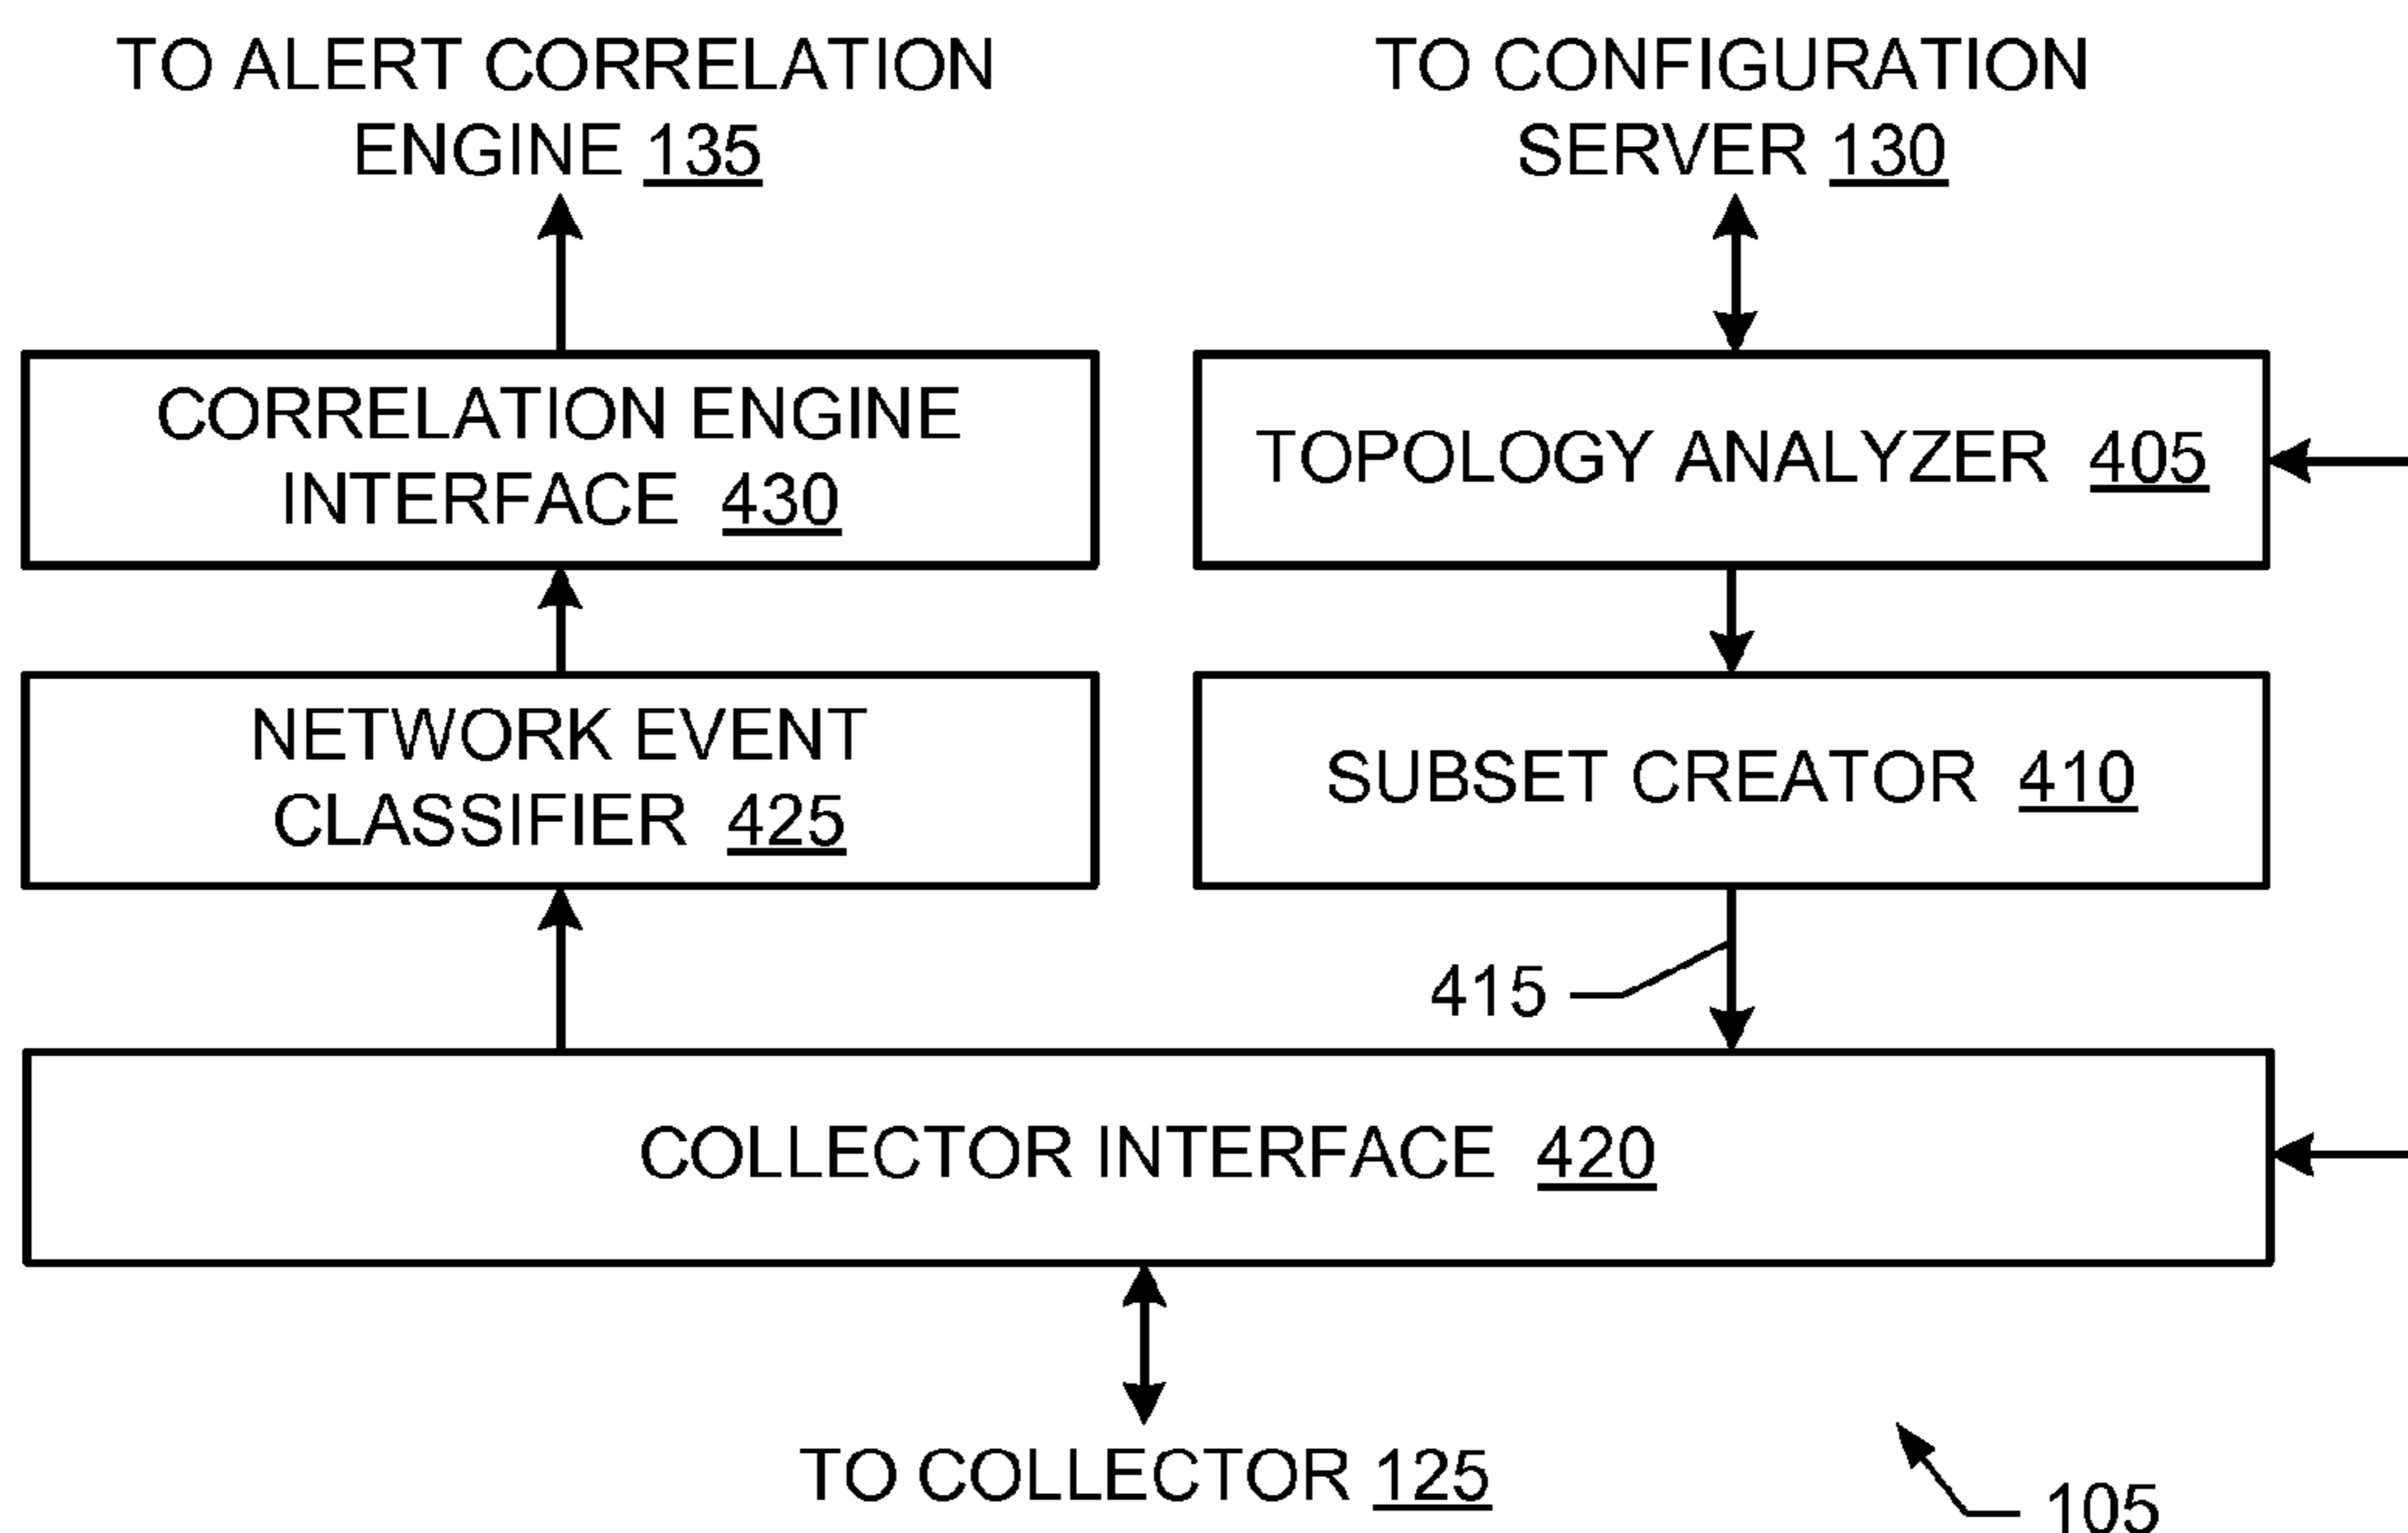 TO ALERT CORRELATION
ENGINE 135
TO CONFIGURATION
SERVER 130
CORRELATION ENGINE
INTERFACE 430
TOPOLOGY ANALYZER 405
NETWORK EVENT
CLASSIFIER 425
SUBSET CREATOR 410
415
COLLECTOR INTERFACE 420
TO COLLECTOR 125
105